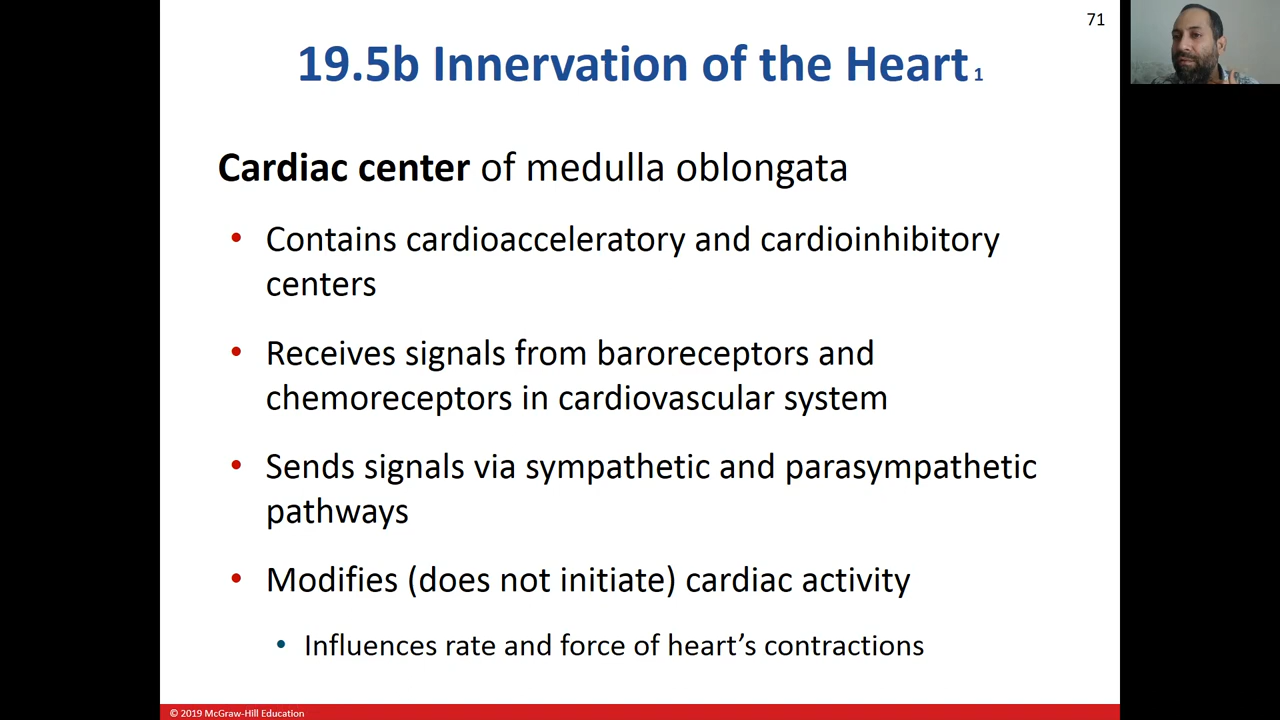 71
19.5b Innervation of the Heart 1
Cardiac center of medulla oblongata
• Contains cardioacceleratory and cardioinhibitory
centers
• Receives signals from baroreceptors and
chemoreceptors in cardiovascular system
• Sends signals via sympathetic and parasympathetic
pathways
• Modifies (does not initiate) cardiac activity
• Influences rate and force of heart’s contractions
© 2019 McGraw-Hill Education